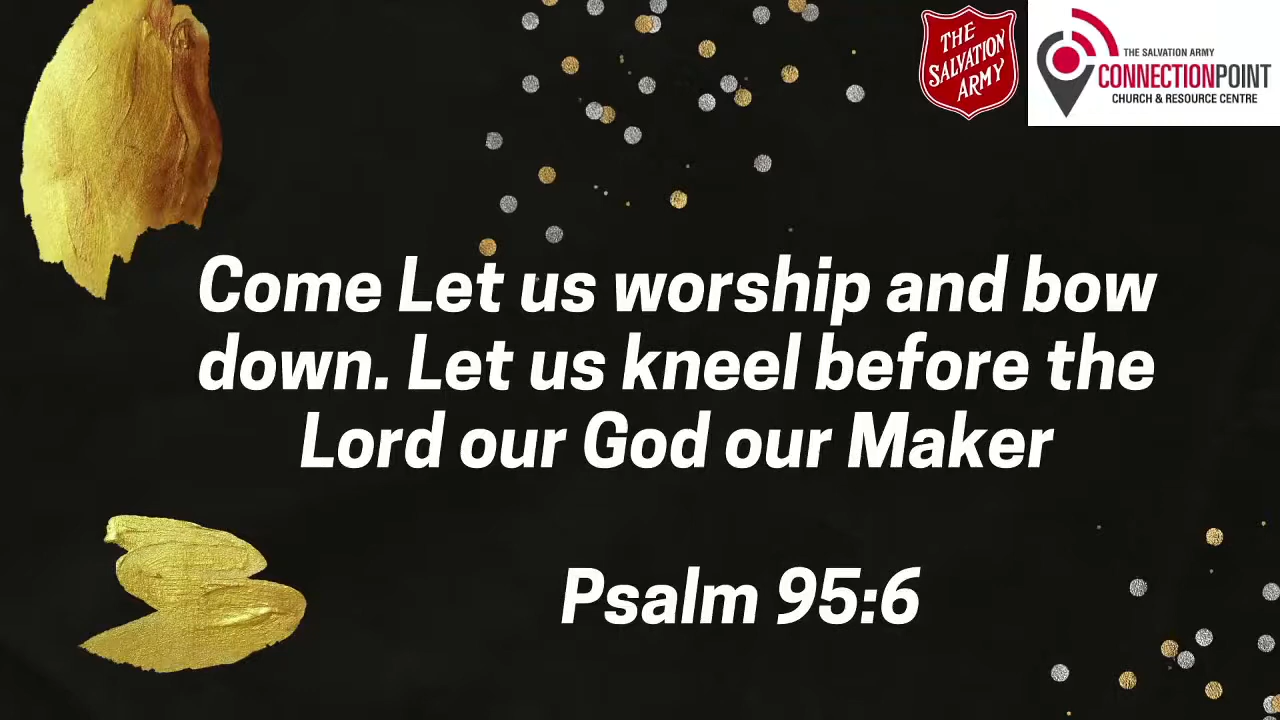 THE
SALVATION
ARMY
THE SALVATION ARMY
CONNECTIONPOINT
CHURCH & RESOURCE CENTRE
Come Let us worship and bow
down. Let us kneel before the
Lord our God our Maker
Psalm 95:6